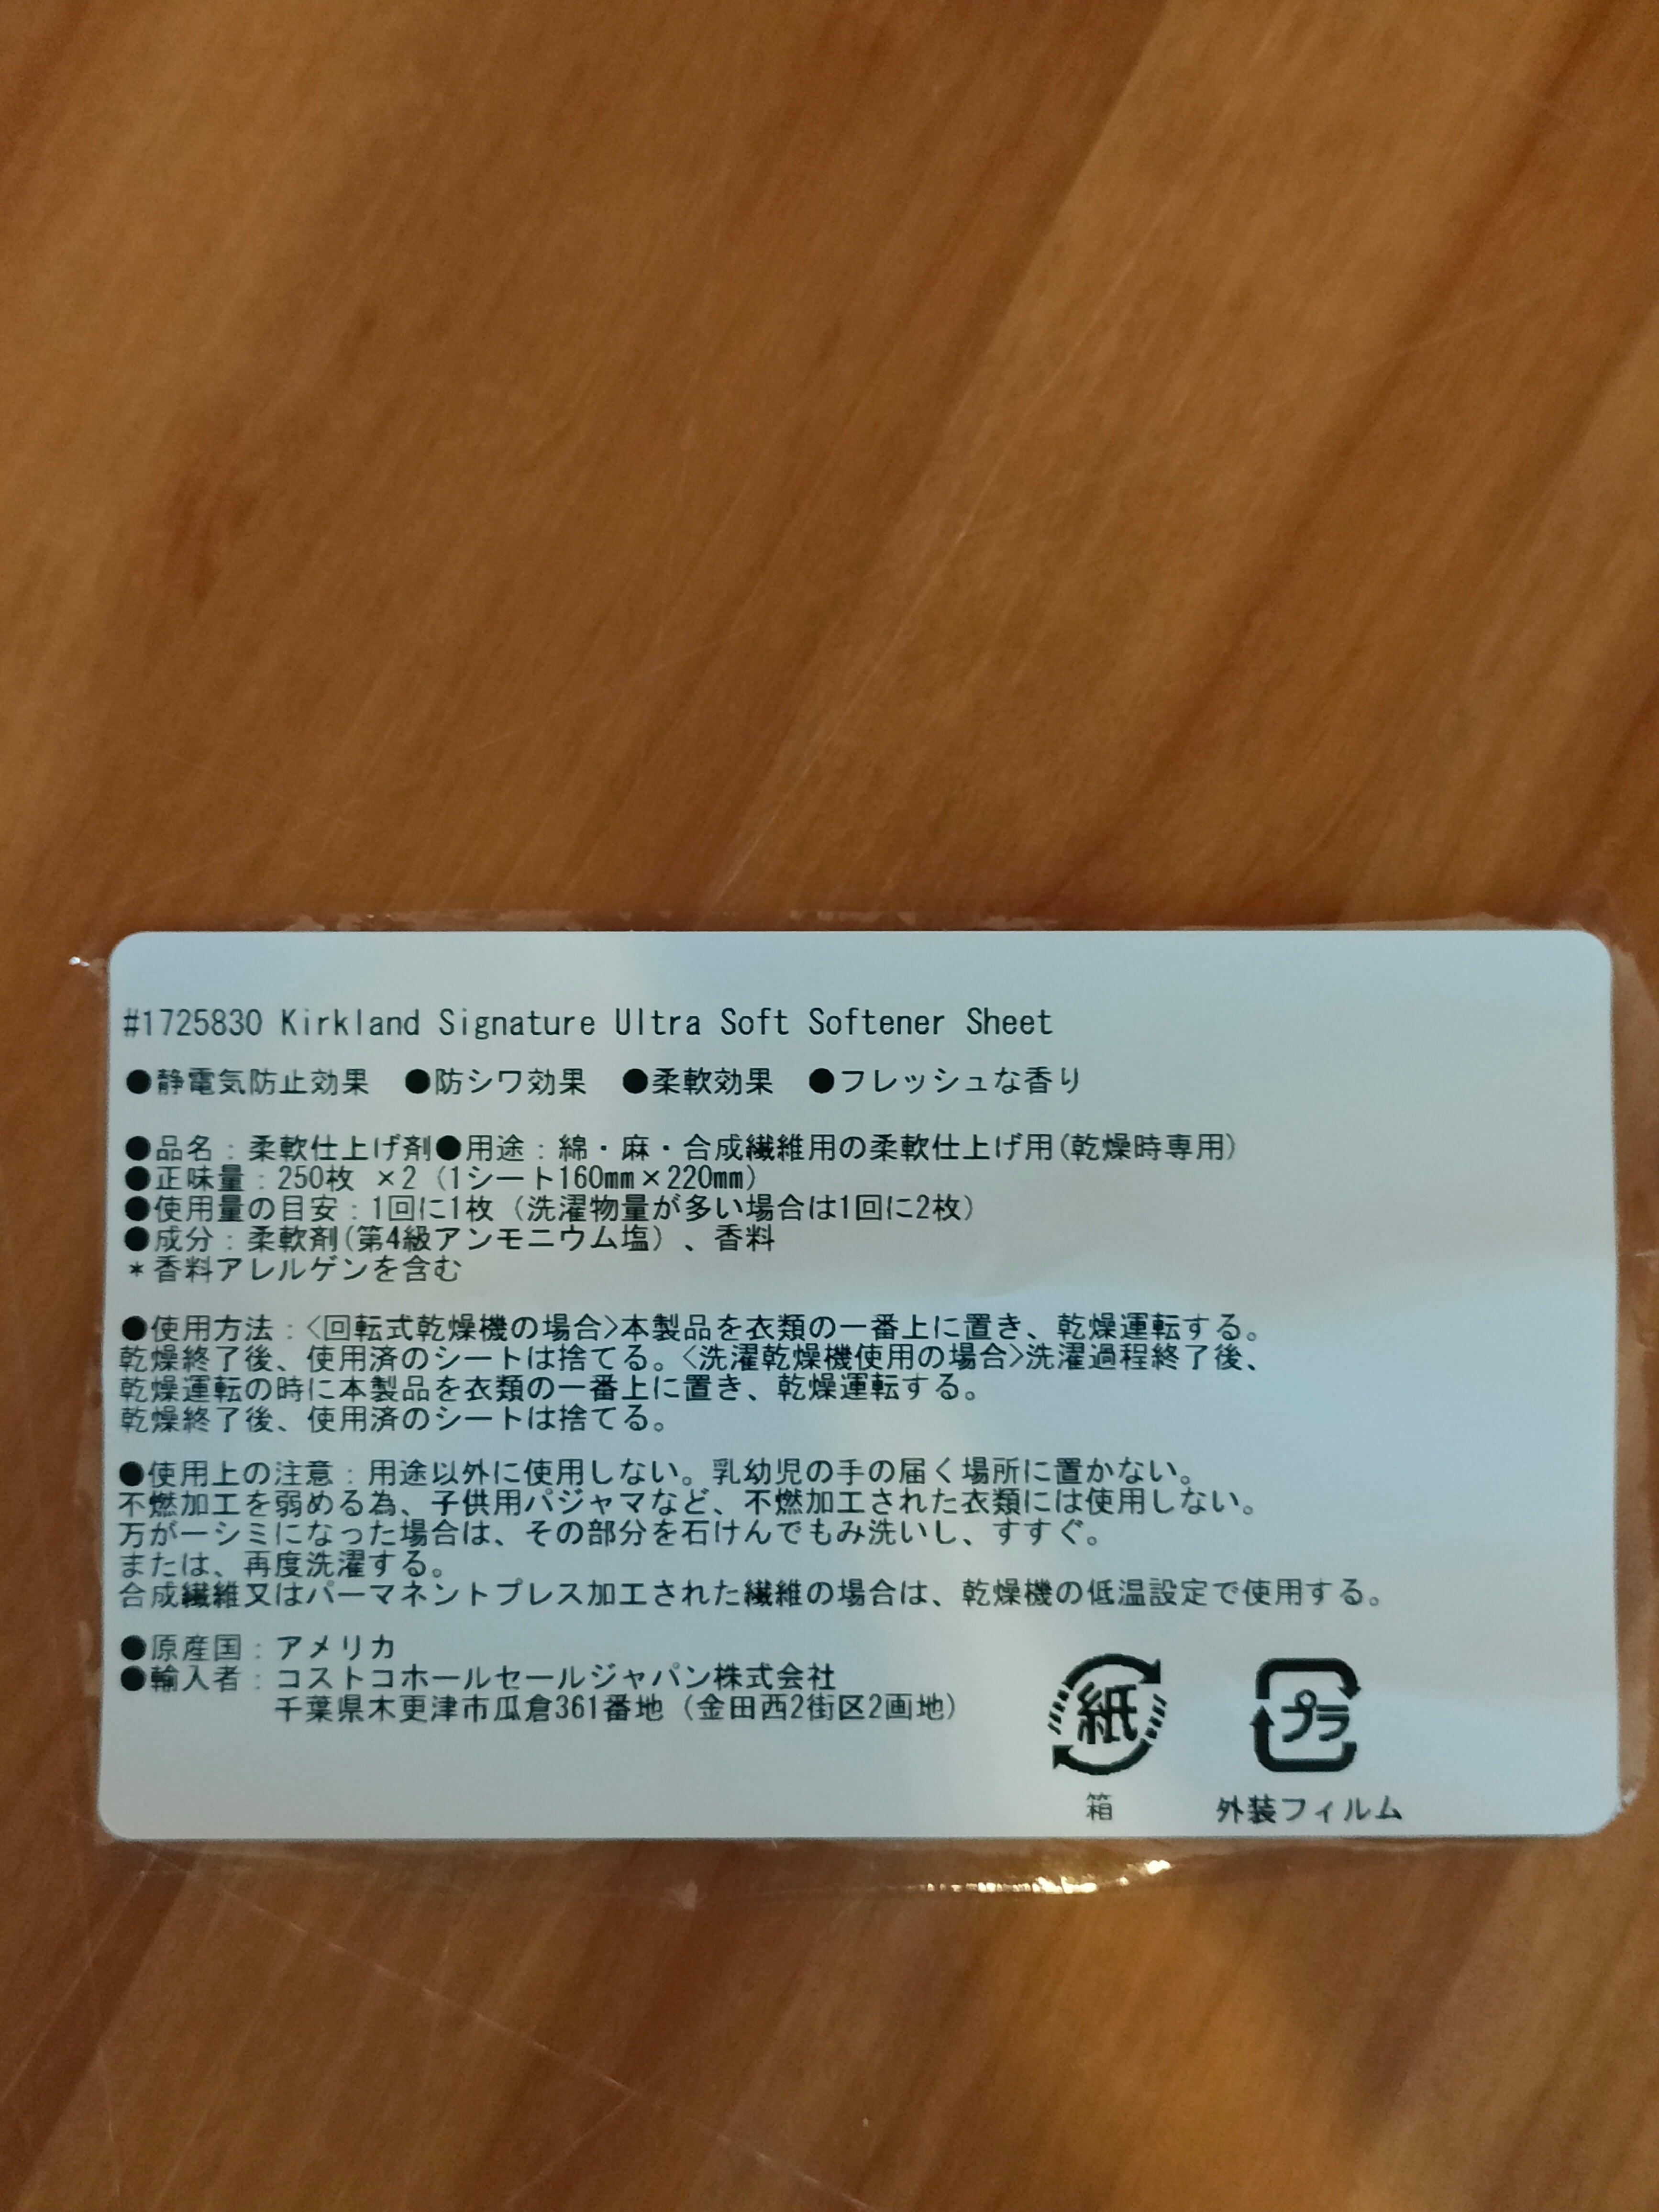 #1725830 Kirkland Signature Ultra Soft Softener Sheet
●静電気防止効果　●防シワ効果　●柔軟効果　●フレッシュな香り
●品名：柔軟仕上げ剤●用途：綿・麻・合成繊維用の柔軟仕上げ用(乾燥時専用)
●正味量：250枚 ×2（1シート160mm×220mm）
●使用量の目安：1回に1枚（洗濯物量が多い場合は1回に2枚）
●成分：柔軟剤(第4級アンモニウム塩）、香料
＊香料アレルゲンを含む
●使用方法：<回転式乾燥機の場合>本製品を衣類の一番上に置き、乾燥運転する。
乾燥終了後、使用済のシートは捨てる。<洗濯乾燥機使用の場合>洗濯過程終了後、
乾燥運転の時に本製品を衣類の一番上に置き、乾燥運転する。
乾燥終了後、使用済のシートは捨てる。
●使用上の注意：用途以外に使用しない。乳幼児の手の届く場所に置かない。
不燃加工を弱める為、子供用パジャマなど、不燃加工された衣類には使用しない。
万が一シミになった場合は、その部分を石けんでもみ洗いし、すすぐ。
または、再度洗濯する。
合成繊維又はパーマネントプレス加工された繊維の場合は、乾燥機の低温設定で使用する。
●原産国：アメリカ
●輸入者：コストコホールセールジャパン株式会社
千葉県木更津市瓜倉361番地（金田西2街区2画地）
紙 プラ
箱 外装フィルム